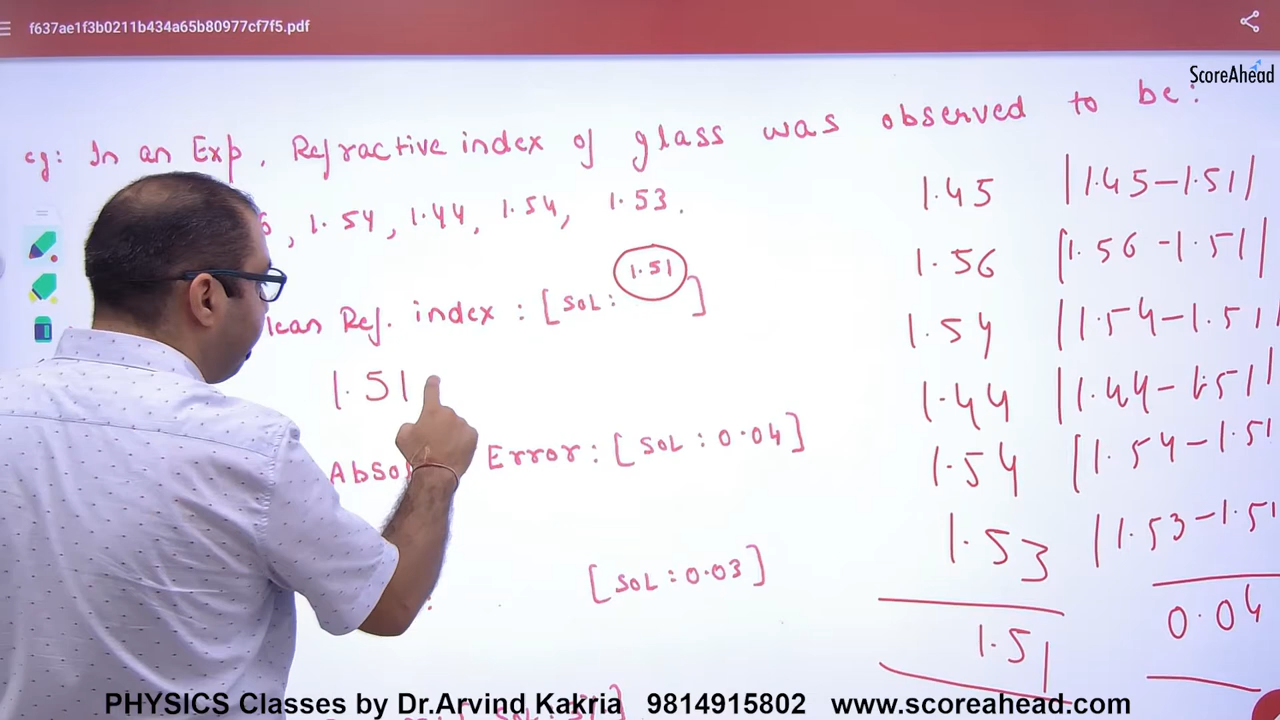 f637ae1f3b0211b434a65b80977cf7f5.pdf
ScoreAhead
eg: In an Exp. Refractive index of glass was observed to be:
6, 1.54, 1.44, 1.54, 1.53.
ean Ref. index : [SOL: 1.51]
1.51
Abso Error: [SOL: 0.04]
[SOL: 0.03]
1.45 |1.45-1.51|
1.56 |1.56-1.51|
1.54 |1.54-1.51|
1.44 |1.44-1.51|
1.54 |1.54-1.51
1.53 |1.53-1.51
1.51 0.04
PHYSICS Classes by Dr.Arvind Kakria 9814915802 www.scoreahead.com